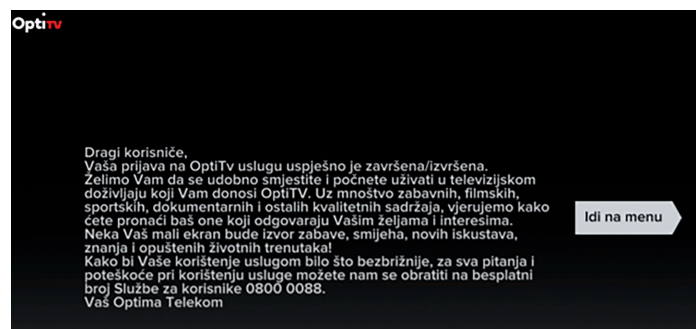 OptiTV
Dragi korisniče,
Vaša prijava na OptiTv uslugu uspješno je završena/izvršena.
Želimo Vam da se udobno smjestite i počnete uživati u televizijskom
doživljaju koji Vam donosi OptiTV. Uz mnoštvo zabavnih, filmskih,
sportskih, dokumentarnih i ostalih kvalitetnih sadržaja, vjerujemo kako
ćete pronaći baš one koji odgovaraju Vašim željama i interesima.
Neka Vaš mali ekran bude izvor zabave, smijeha, novih iskustava,
znanja i opuštenih životnih trenutaka!
Kako bi Vaše korištenje uslugom bilo što bezbrižnije, za sva pitanja i
poteškoće pri korištenju usluge možete nam se obratiti na besplatni
broj Službe za korisnike 0800 0088.
Vaš Optima Telekom
Idi na menu